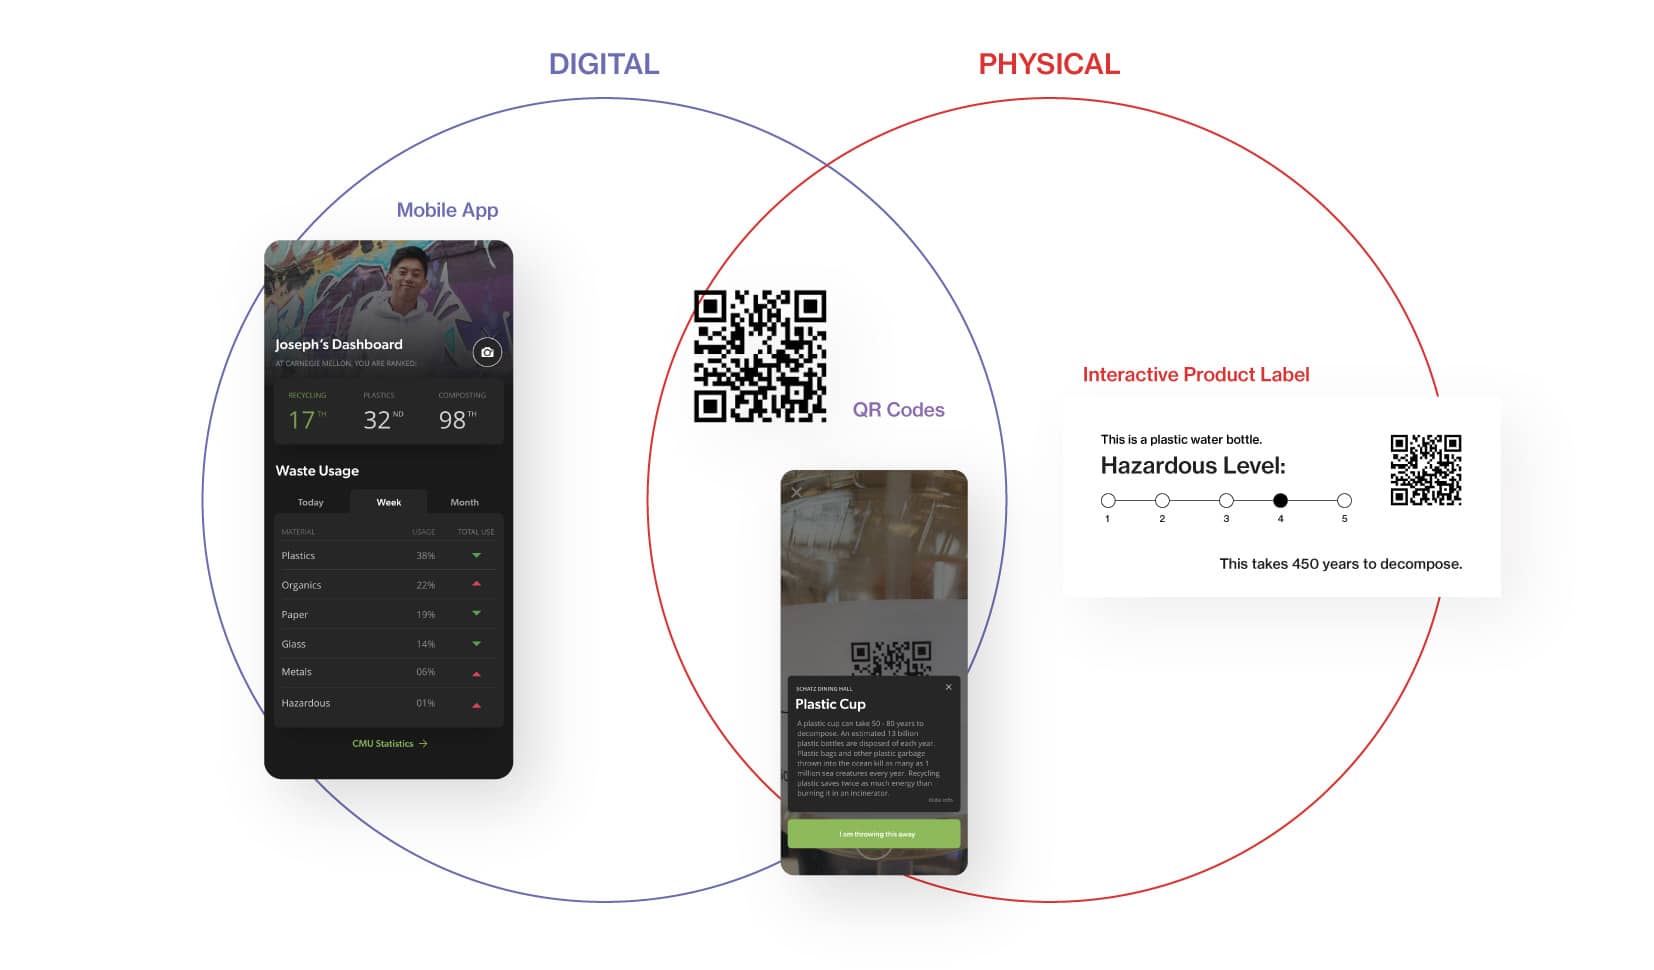 DIGITAL
PHYSICAL
Mobile App
Joseph's Dashboard
AT CARNEGIE MELLON, YOU ARE RANKED:
RECYCLING PLASTICS COMPOSTING
17TH 32ND 98TH
Waste Usage
Today Week Month
MATERIAL USAGE TOTAL USE
Plastics 38%
Organics 22%
Paper 19%
Glass 14%
Metals 06%
Hazardous 01%
CMU Statistics →
QR Codes
SCHATZ DINING HALL
Plastic Cup
A plastic cup can take 50 - 80 years to
decompose. An estimated 13 billion
plastic bottles are disposed of each year.
Plastic bags and other plastic garbage
thrown into the ocean kill as many as 1
million sea creatures every year. Recycling
plastic saves twice as much energy than
burning it in an incinerator.
Hide info
I am throwing this away
Interactive Product Label
This is a plastic water bottle.
Hazardous Level:
1 2 3 4 5
This takes 450 years to decompose.